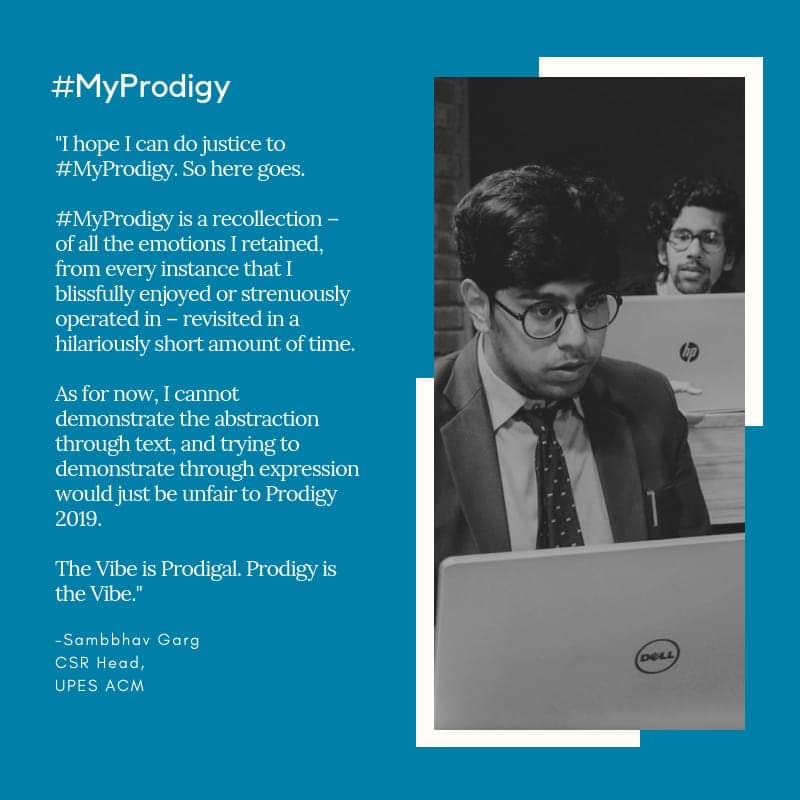 #MyProdigy
"I hope I can do justice to
#MyProdigy. So here goes.
#MyProdigy is a recollection –
of all the emotions I retained,
from every instance that I
blissfully enjoyed or strenuously
operated in – revisited in a
hilariously short amount of time.
As for now, I cannot
demonstrate the abstraction
through text, and trying to
demonstrate through expression
would just be unfair to Prodigy
2019.
The Vibe is Prodigal. Prodigy is
the Vibe."
-Sambbhav Garg
CSR Head,
UPES ACM
hp
DELL